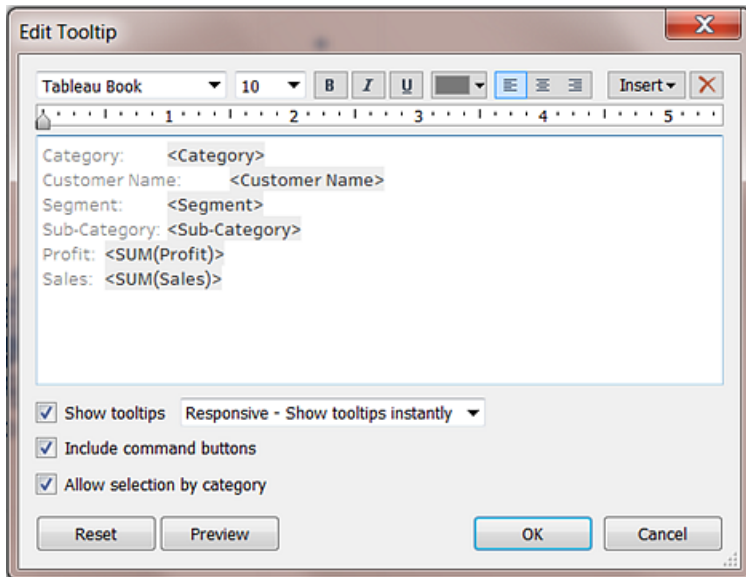 Edit Tooltip
Tableau Book 10 B I U Insert
1 2 3 4 5
Category: <Category>
Customer Name: <Customer Name>
Segment: <Segment>
Sub-Category: <Sub-Category>
Profit: <SUM(Profit)>
Sales: <SUM(Sales)>
Show tooltips Responsive - Show tooltips instantly
Include command buttons
Allow selection by category
Reset Preview OK Cancel